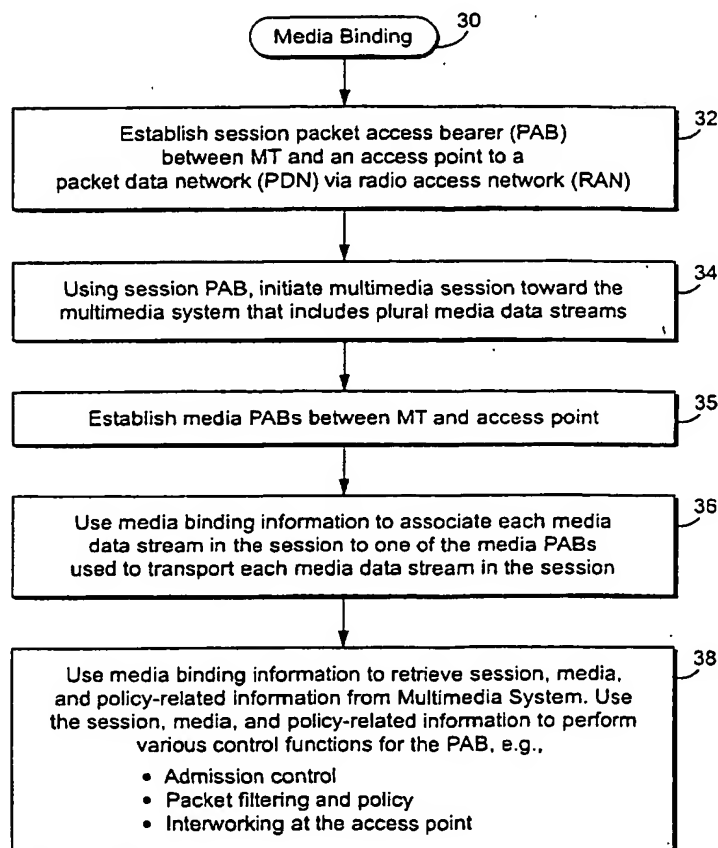 Media Binding
30
Establish session packet access bearer (PAB)
between MT and an access point to a
packet data network (PDN) via radio access network (RAN)
32
Using session PAB, initiate multimedia session toward the
multimedia system that includes plural media data streams
34
Establish media PABs between MT and access point
35
Use media binding information to associate each media
data stream in the session to one of the media PABs
used to transport each media data stream in the session
36
Use media binding information to retrieve session, media,
and policy-related information from Multimedia System. Use
the session, media, and policy-related information to perform
various control functions for the PAB, e.g.,
• Admission control
• Packet filtering and policy
• Interworking at the access point
38